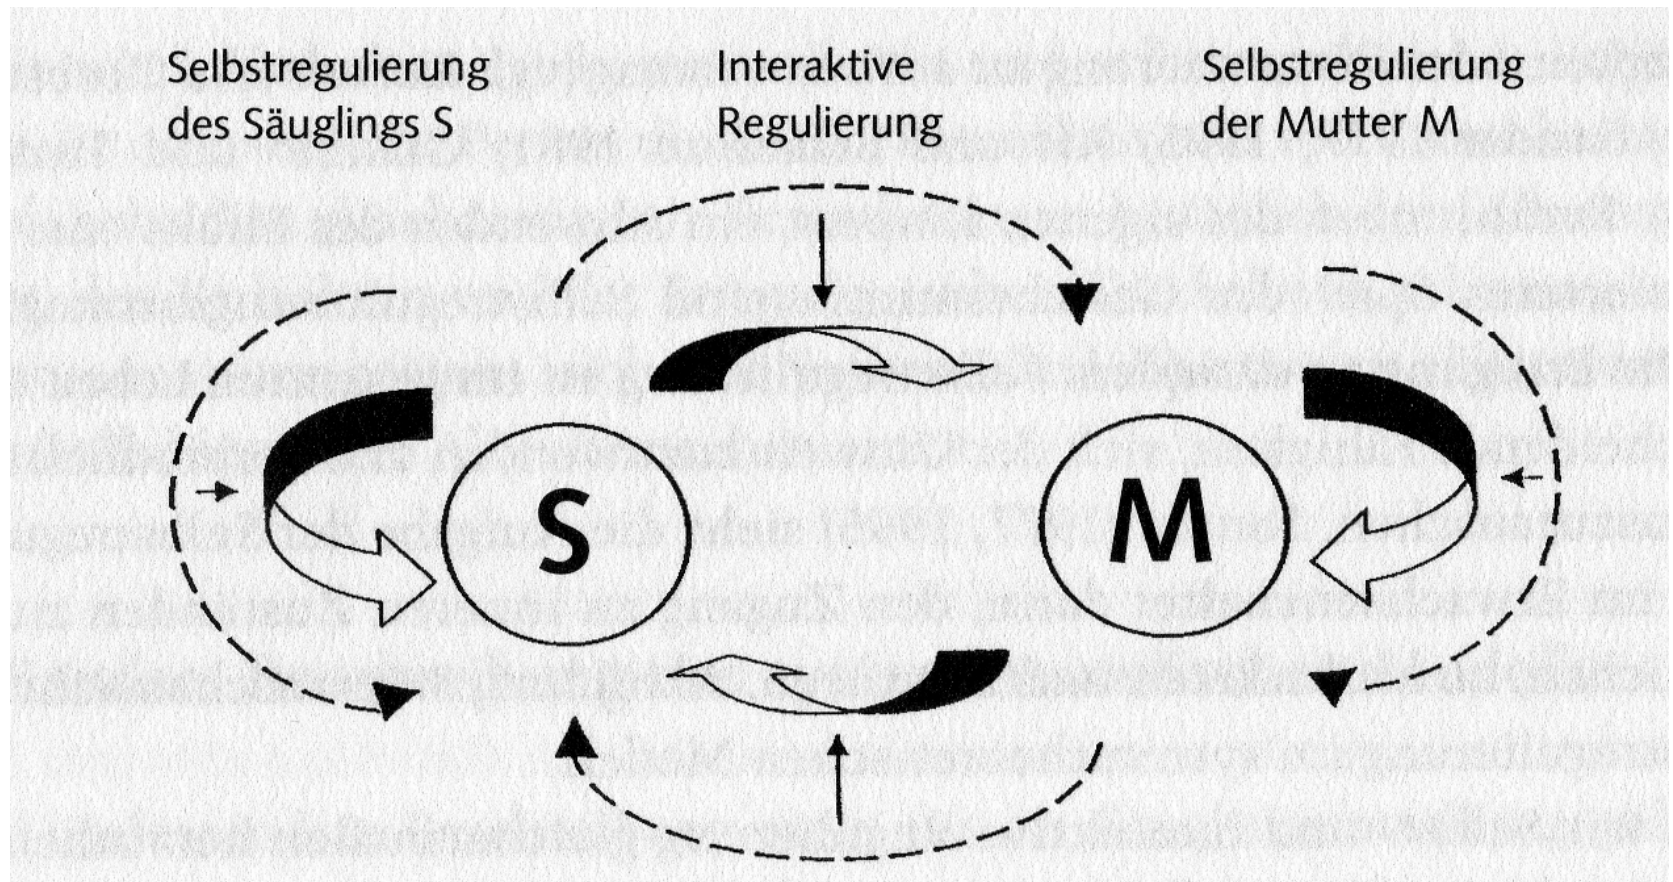 Selbstregulierung
des Säuglings S
Interaktive
Regulierung
Selbstregulierung
der Mutter M
S
M